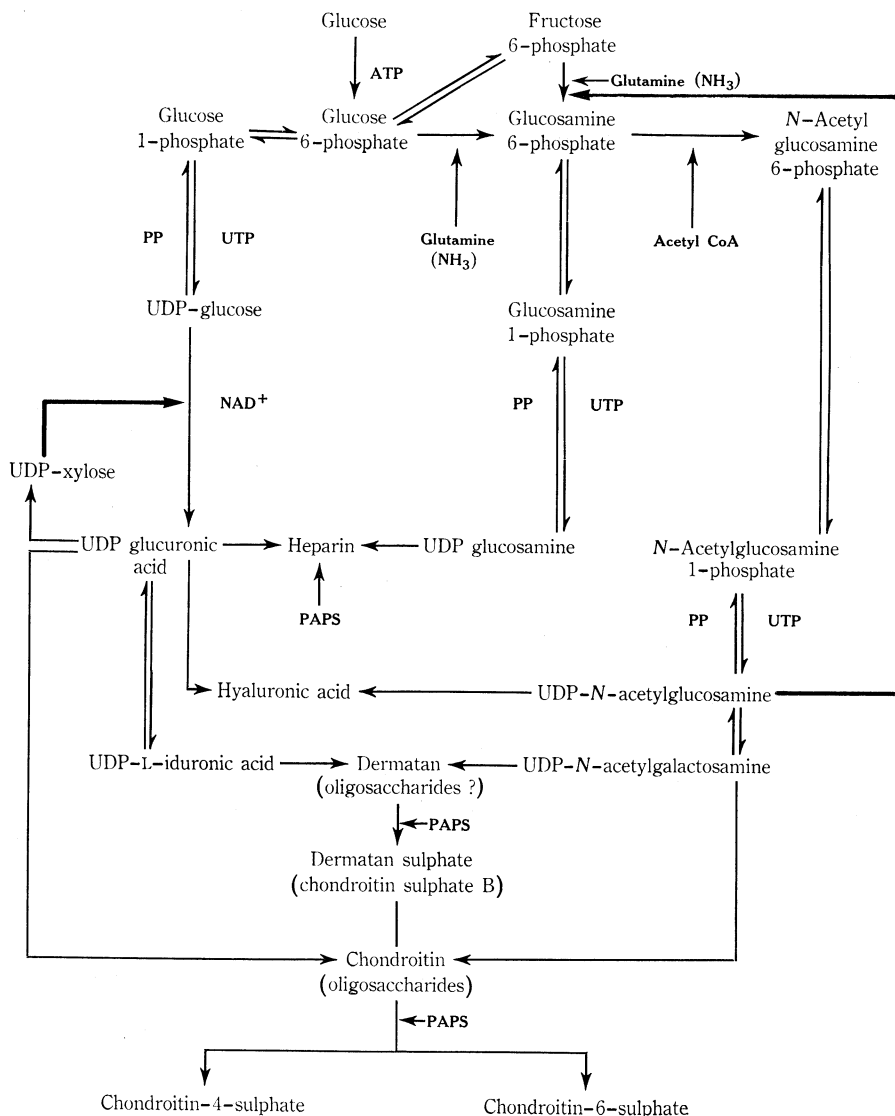 Glucose
Fructose
6-phosphate
ATP
Glutamine (NH3)
Glucose
1-phosphate
Glucose
6-phosphate
Glucosamine
6-phosphate
N-Acetyl
glucosamine
6-phosphate
PP
UTP
Glutamine
(NH3)
Acetyl CoA
UDP-glucose
Glucosamine
1-phosphate
NAD+
PP
UTP
UDP-xylose
UDP glucuronic
acid
Heparin
UDP glucosamine
N-Acetylglucosamine
1-phosphate
PAPS
PP
UTP
Hyaluronic acid
UDP-N-acetylglucosamine
UDP-L-iduronic acid
Dermatan
(oligosaccharides ?)
UDP-N-acetylgalactosamine
PAPS
Dermatan sulphate
(chondroitin sulphate B)
Chondroitin
(oligosaccharides)
PAPS
Chondroitin-4-sulphate
Chondroitin-6-sulphate